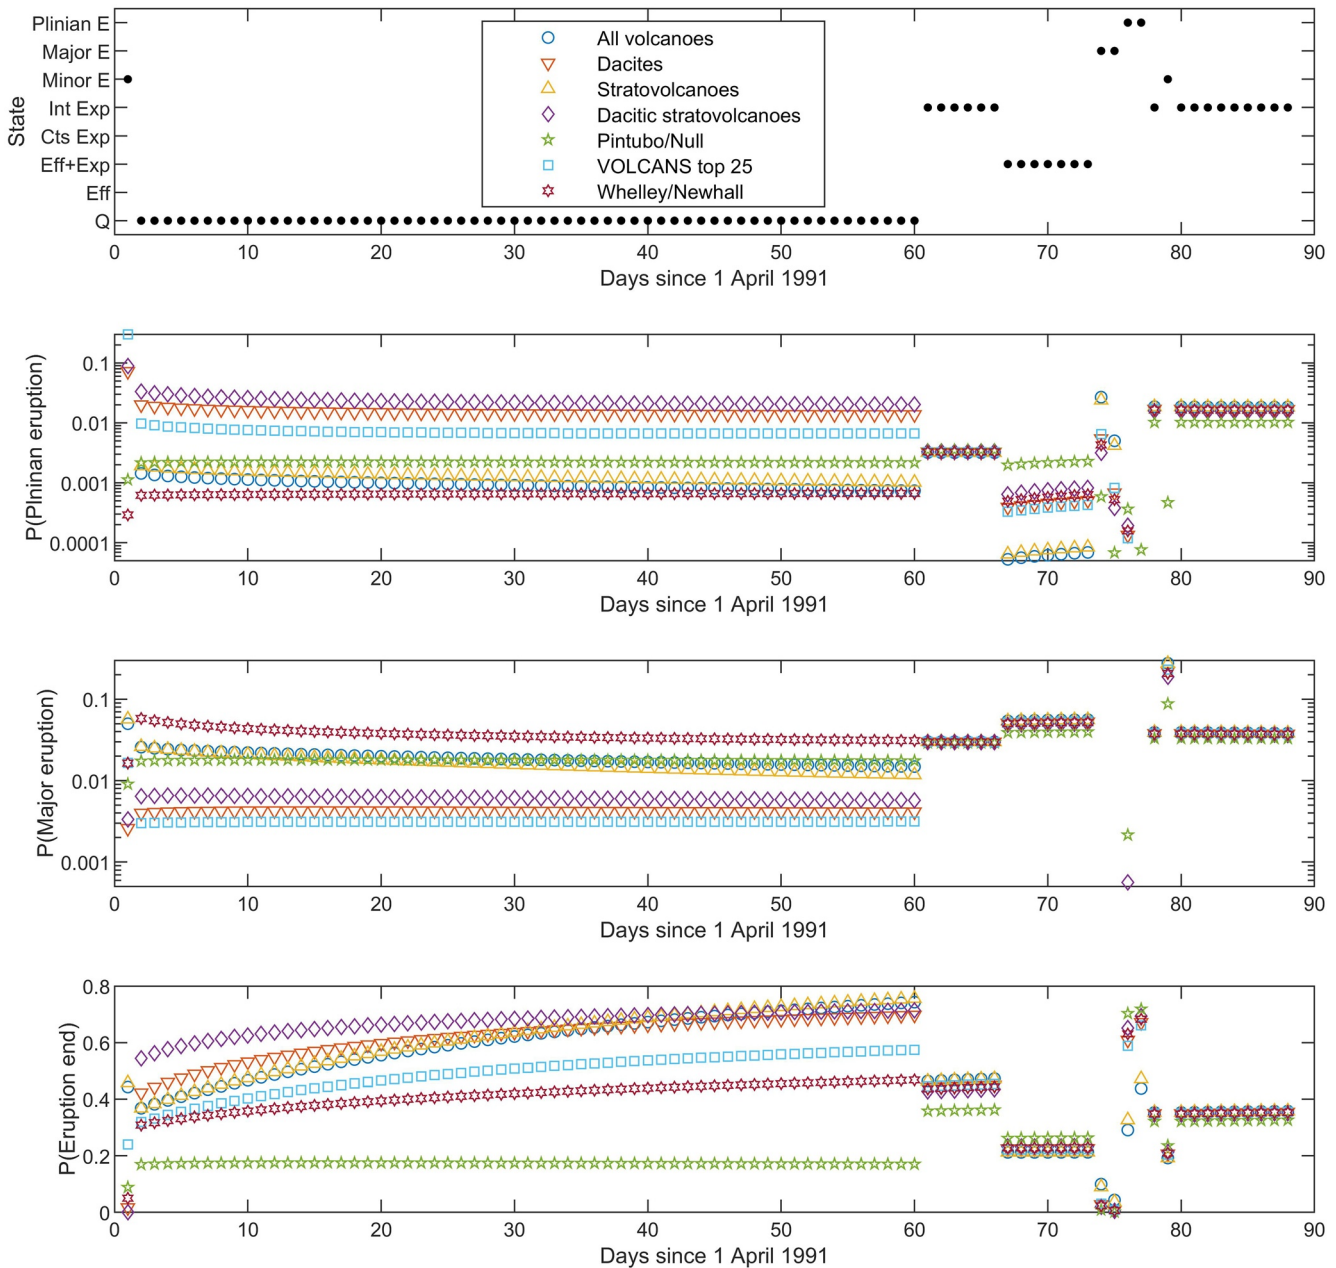 Plinian E
Major E
Minor E
Int Exp
Cts Exp
Eff+Exp
Eff
Q
State
All volcanoes
Dacites
Stratovolcanoes
Dacitic stratovolcanoes
Pintubo/Null
VOLCANS top 25
Whelley/Newhall
0 10 20 30 40 50 60 70 80 90
Days since 1 April 1991
P(Plninan eruption)
0.1
0.01
0.001
0.0001
0 10 20 30 40 50 60 70 80 90
Days since 1 April 1991
P(Major eruption)
0.1
0.01
0.001
0 10 20 30 40 50 60 70 80 90
Days since 1 April 1991
P(Eruption end)
0.8
0.6
0.4
0.2
0
0 10 20 30 40 50 60 70 80 90
Days since 1 April 1991